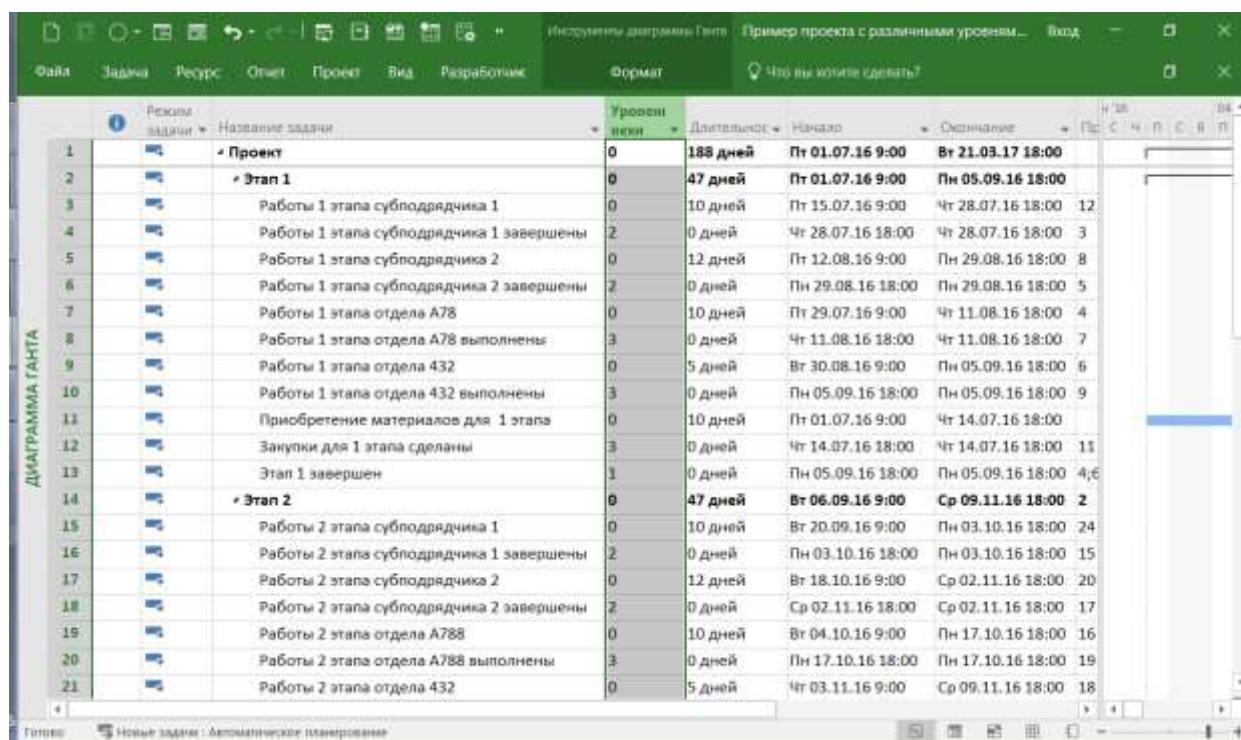 Инструменты диаграммы Ганта Пример проекта с различными уровням... Вход
Файл Задача Ресурс Отчет Проект Вид Разработчик Формат Что вы хотите сделать?
Режим задачи Название задачи Уровень вехи Длительнос Начало Окончание
1 Проект 0 188 дней Пт 01.07.16 9:00 Вт 21.03.17 18:00
2 Этап 1 0 47 дней Пт 01.07.16 9:00 Пн 05.09.16 18:00
3 Работы 1 этапа субподрядчика 1 0 10 дней Пт 15.07.16 9:00 Чт 28.07.16 18:00 12
4 Работы 1 этапа субподрядчика 1 завершены 2 0 дней Чт 28.07.16 18:00 Чт 28.07.16 18:00 3
5 Работы 1 этапа субподрядчика 2 0 12 дней Пт 12.08.16 9:00 Пн 29.08.16 18:00 8
6 Работы 1 этапа субподрядчика 2 завершены 2 0 дней Пн 29.08.16 18:00 Пн 29.08.16 18:00 5
7 Работы 1 этапа отдела А78 0 10 дней Пт 29.07.16 9:00 Чт 11.08.16 18:00 4
8 Работы 1 этапа отдела А78 выполнены 3 0 дней Чт 11.08.16 18:00 Чт 11.08.16 18:00 7
9 Работы 1 этапа отдела 432 0 5 дней Вт 30.08.16 9:00 Пн 05.09.16 18:00 6
10 Работы 1 этапа отдела 432 выполнены 3 0 дней Пн 05.09.16 18:00 Пн 05.09.16 18:00 9
11 Приобретение материалов для 1 этапа 0 10 дней Пт 01.07.16 9:00 Чт 14.07.16 18:00
12 Закупки для 1 этапа сделаны 3 0 дней Чт 14.07.16 18:00 Чт 14.07.16 18:00 11
13 Этап 1 завершен 1 0 дней Пн 05.09.16 18:00 Пн 05.09.16 18:00 4;6
14 Этап 2 0 47 дней Вт 06.09.16 9:00 Ср 09.11.16 18:00 2
15 Работы 2 этапа субподрядчика 1 0 10 дней Вт 20.09.16 9:00 Пн 03.10.16 18:00 24
16 Работы 2 этапа субподрядчика 1 завершены 2 0 дней Пн 03.10.16 18:00 Пн 03.10.16 18:00 15
17 Работы 2 этапа субподрядчика 2 0 12 дней Вт 18.10.16 9:00 Ср 02.11.16 18:00 20
18 Работы 2 этапа субподрядчика 2 завершены 2 0 дней Ср 02.11.16 18:00 Ср 02.11.16 18:00 17
19 Работы 2 этапа отдела А788 0 10 дней Вт 04.10.16 9:00 Пн 17.10.16 18:00 16
20 Работы 2 этапа отдела А788 выполнены 3 0 дней Пн 17.10.16 18:00 Пн 17.10.16 18:00 19
21 Работы 2 этапа отдела 432 0 5 дней Чт 03.11.16 9:00 Ср 09.11.16 18:00 18
ДИАГРАММА ГАНТА
Готово Новые задачи : Автоматическое планирование